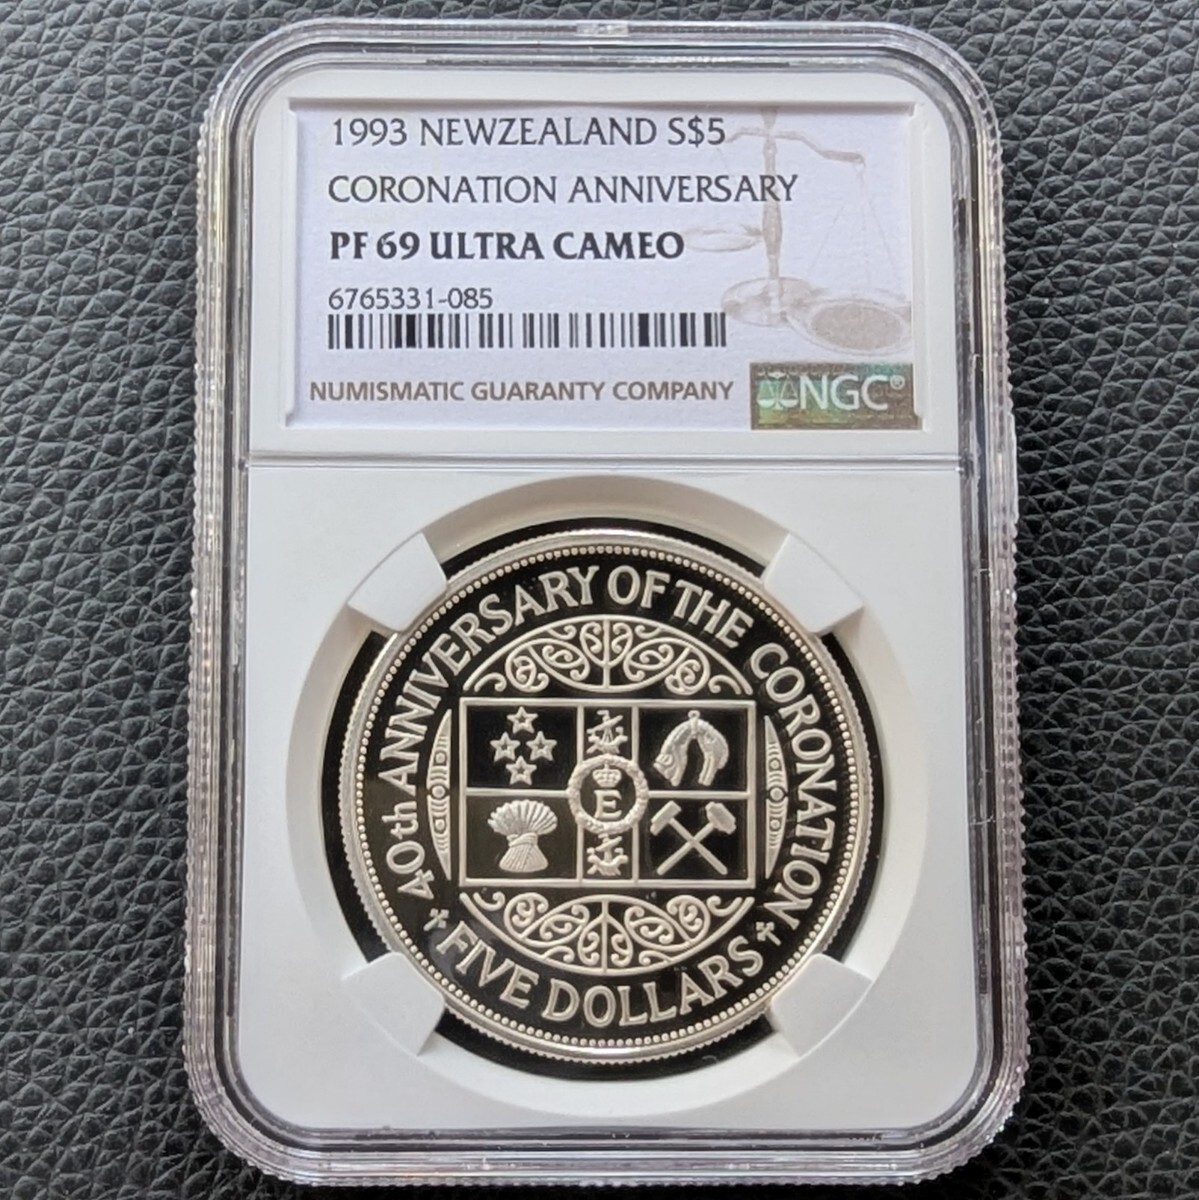 1993 NEWZEALAND S$5
CORONATION ANNIVERSARY
PF 69 ULTRA CAMEO
6765331-085
NUMISMATIC GUARANTY COMPANY
NGC®
40th ANNIVERSARY OF THE CORONATION
E
FIVE DOLLARS